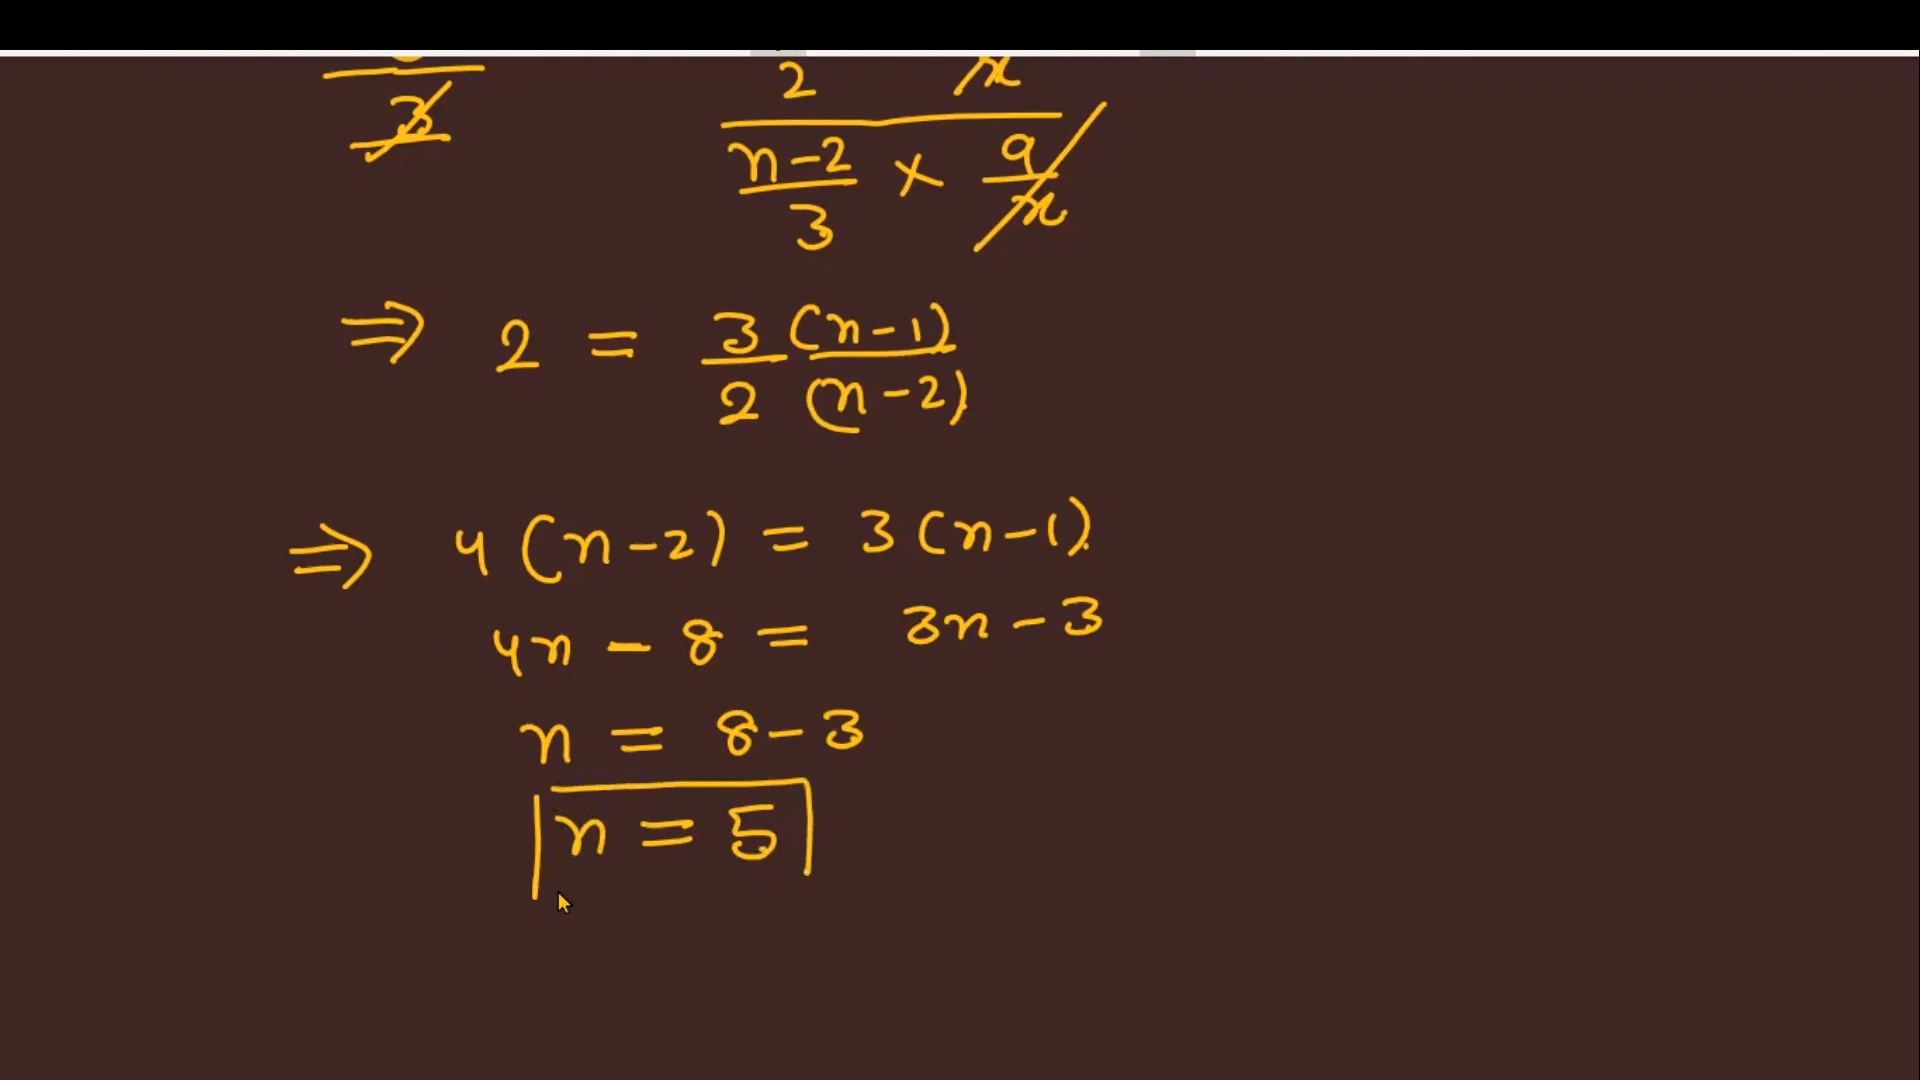 3
2 x
n-2 × a
3 x
⇒ 2 = 3 (n-1)
2 (n-2)
⇒ 4 (n-2) = 3 (n-1)
4n - 8 = 3n - 3
n = 8 - 3
n = 5